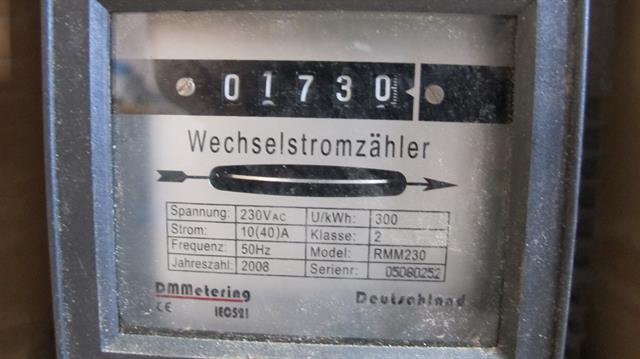 01730
Wechselstromzähler
Spannung: 230VAC U/kWh: 300
Strom: 10(40)A Klasse: 2
Frequenz: 50Hz Model: RMM230
Jahreszahl: 2008 Serienr: 05080252
DMMetering Deutschland
CE IEC521